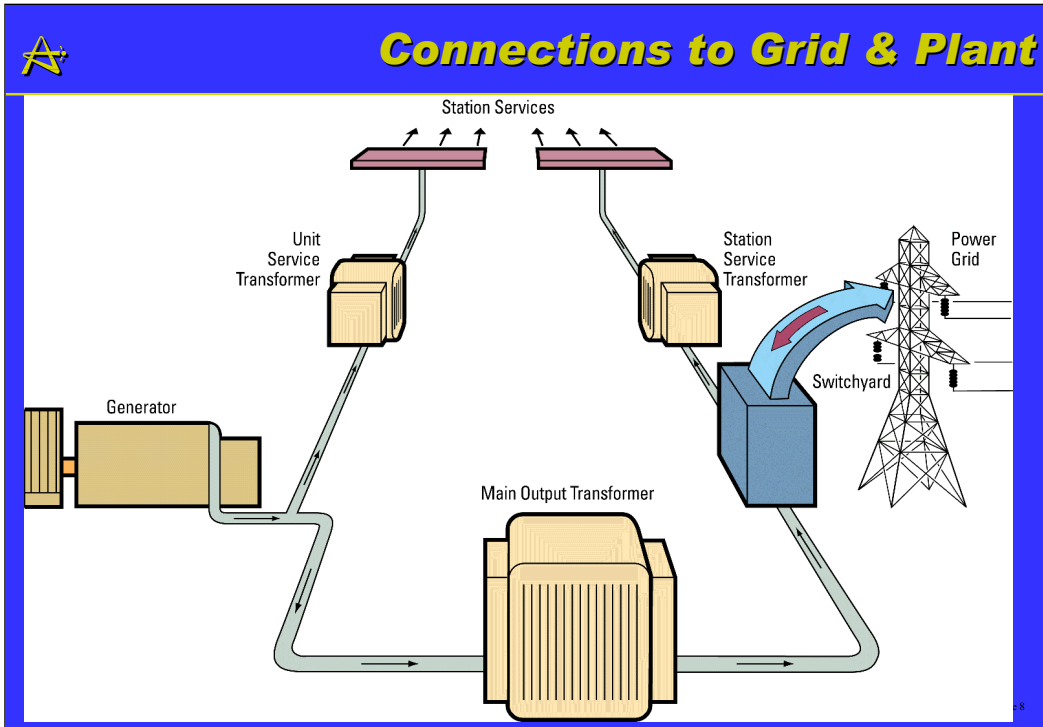 Connections to Grid & Plant
Station Services
Unit
Service
Transformer
Station
Service
Transformer
Power
Grid
Switchyard
Generator
Main Output Transformer
8